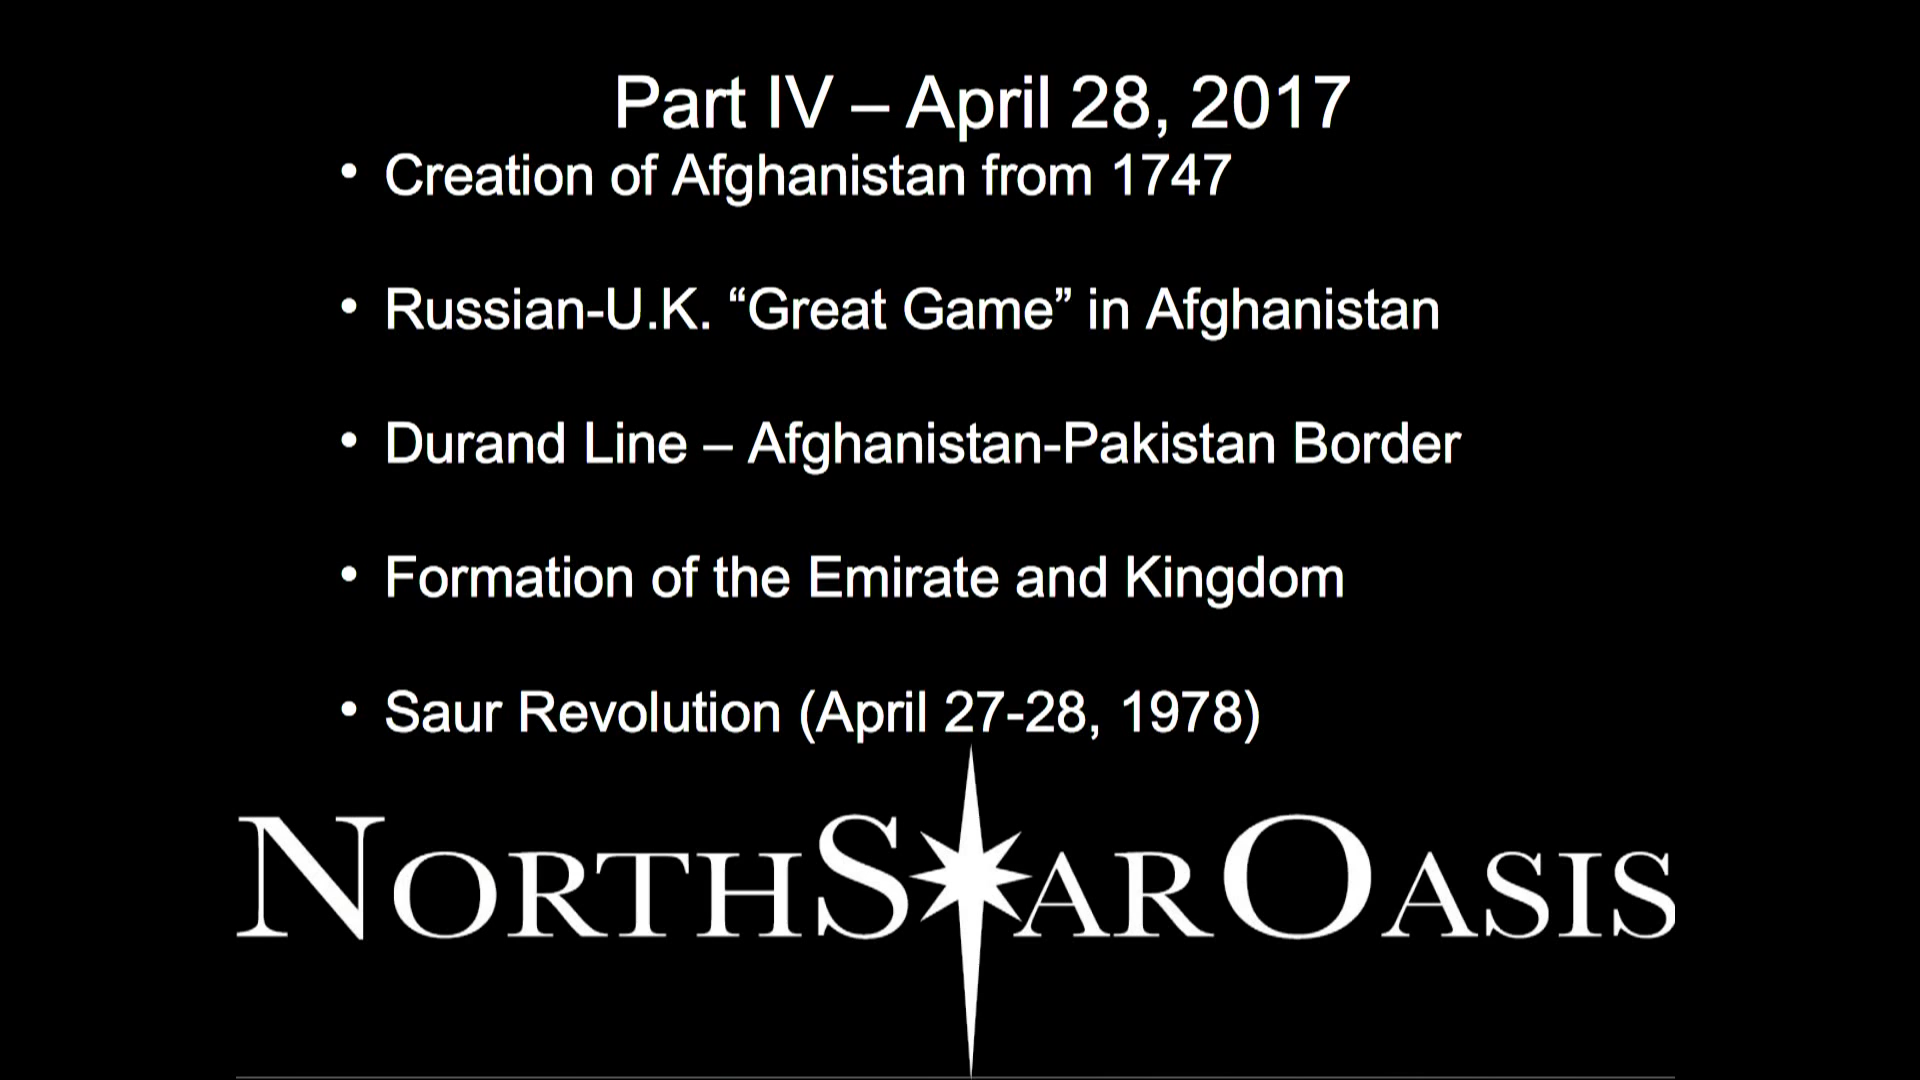 Part IV – April 28, 2017
• Creation of Afghanistan from 1747
• Russian-U.K. “Great Game” in Afghanistan
• Durand Line – Afghanistan-Pakistan Border
• Formation of the Emirate and Kingdom
• Saur Revolution (April 27-28, 1978)
NORTHSTAROASIS